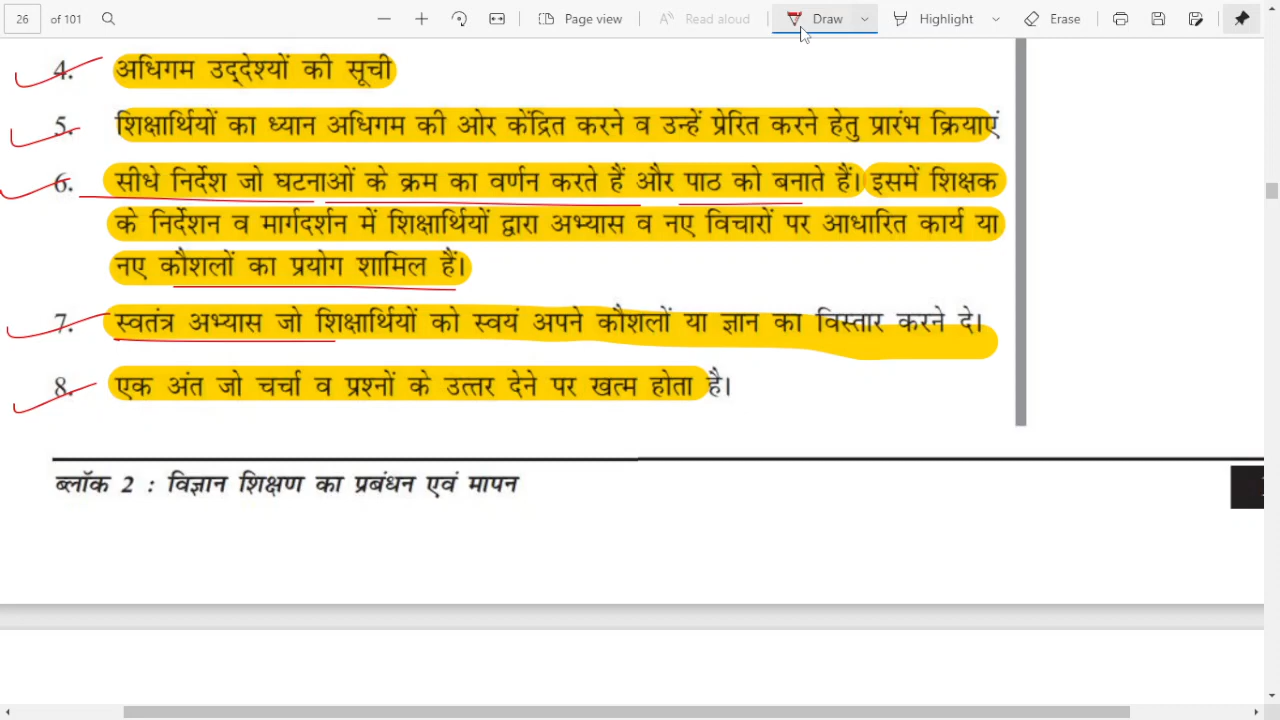 26 of 101 Page view Read aloud Draw Highlight Erase
4. अधिगम उद्‌देश्यों की सूची
5. शिक्षार्थियों का ध्यान अधिगम की ओर केंद्रित करने व उन्हें प्रेरित करने हेतु प्रारंभ क्रियाएं
6. सीधे निर्देश जो घटनाओं के क्रम का वर्णन करते हैं और पाठ को बनाते हैं। इसमें शिक्षक
के निर्देशन व मार्गदर्शन में शिक्षार्थियों द्वारा अभ्यास व नए विचारों पर आधारित कार्य या
नए कौशलों का प्रयोग शामिल हैं।
7. स्वतंत्र अभ्यास जो शिक्षार्थियों को स्वयं अपने कौशलों या ज्ञान का विस्तार करने दे।
8. एक अंत जो चर्चा व प्रश्नों के उत्तर देने पर खत्म होता है।
ब्लॉक 2 : विज्ञान शिक्षण का प्रबंधन एवं मापन